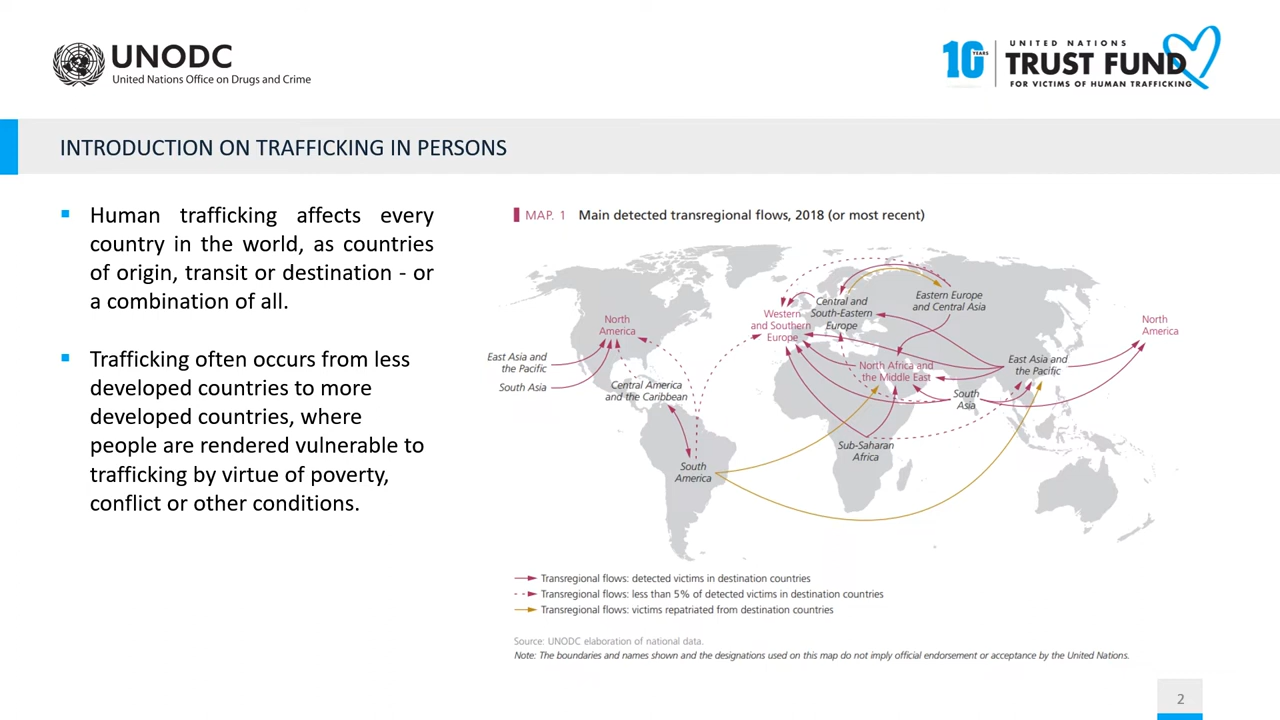 UNODC
United Nations Office on Drugs and Crime
10 YEARS
UNITED NATIONS
TRUST FUND
FOR VICTIMS OF HUMAN TRAFFICKING
INTRODUCTION ON TRAFFICKING IN PERSONS
▪ Human trafficking affects every
country in the world, as countries
of origin, transit or destination - or
a combination of all.
▪ Trafficking often occurs from less
developed countries to more
developed countries, where
people are rendered vulnerable to
trafficking by virtue of poverty,
conflict or other conditions.
MAP. 1 Main detected transregional flows, 2018 (or most recent)
North
America
East Asia and
the Pacific
South Asia
Central America
and the Caribbean
South
America
Western
and Southern
Europe
Central and
South-Eastern
Europe
Eastern Europe
and Central Asia
North Africa and
the Middle East
Sub-Saharan
Africa
South
Asia
East Asia and
the Pacific
North
America
Transregional flows: detected victims in destination countries
Transregional flows: less than 5% of detected victims in destination countries
Transregional flows: victims repatriated from destination countries
Source: UNODC elaboration of national data.
Note: The boundaries and names shown and the designations used on this map do not imply official endorsement or acceptance by the United Nations.
2